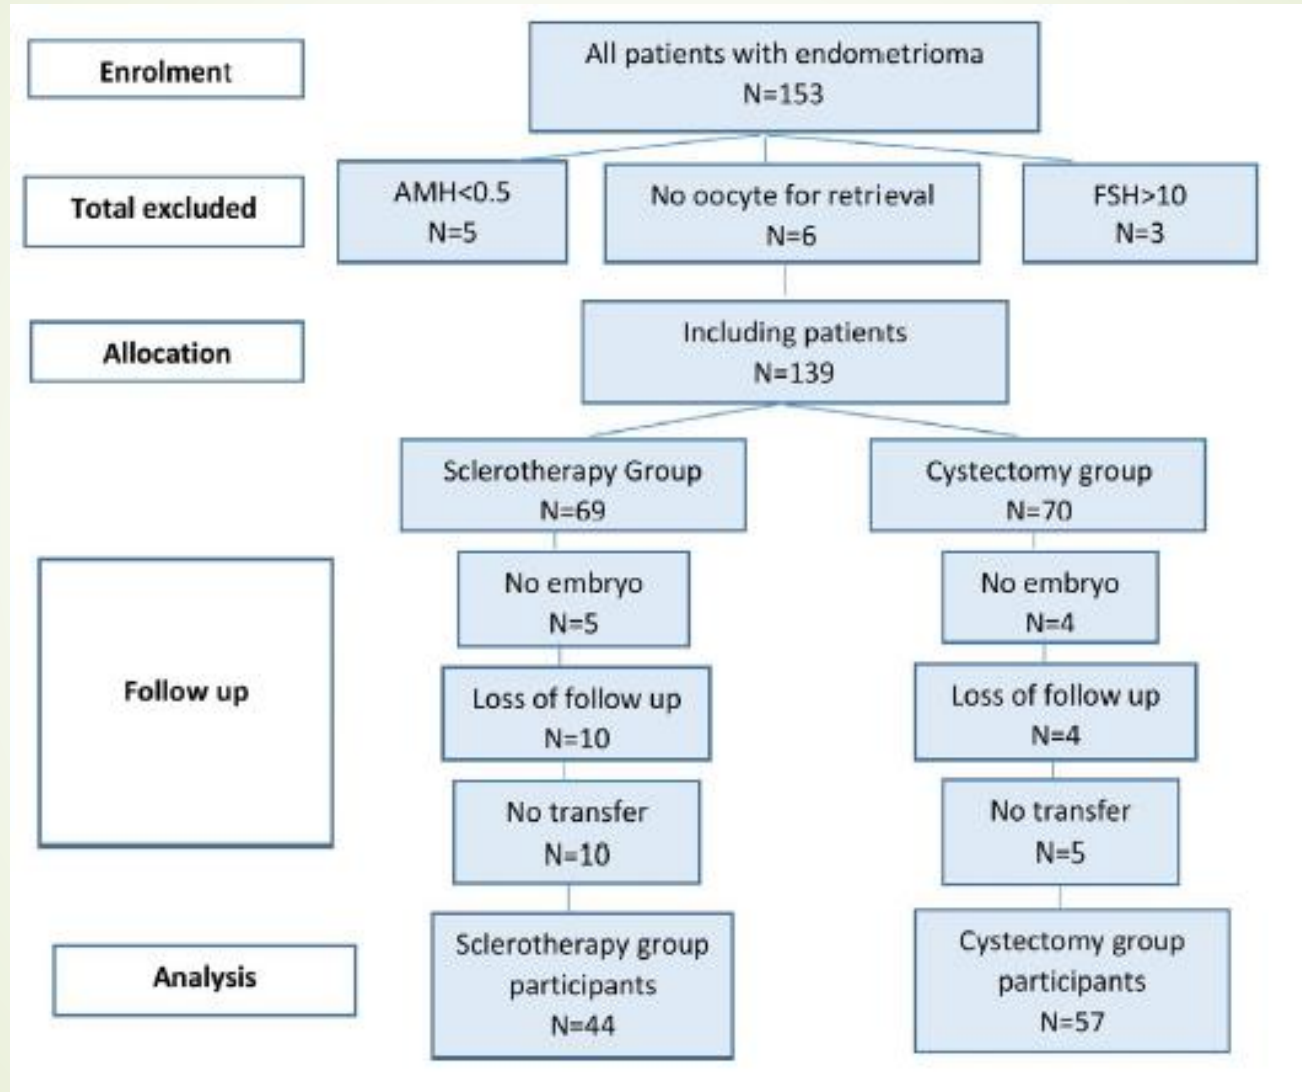 Enrolment
All patients with endometrioma
N=153
Total excluded
AMH<0.5
N=5
No oocyte for retrieval
N=6
FSH>10
N=3
Allocation
Including patients
N=139
Sclerotherapy Group
N=69
Cystectomy group
N=70
Follow up
No embryo
N=5
No embryo
N=4
Loss of follow up
N=10
Loss of follow up
N=4
No transfer
N=10
No transfer
N=5
Analysis
Sclerotherapy group
participants
N=44
Cystectomy group
participants
N=57